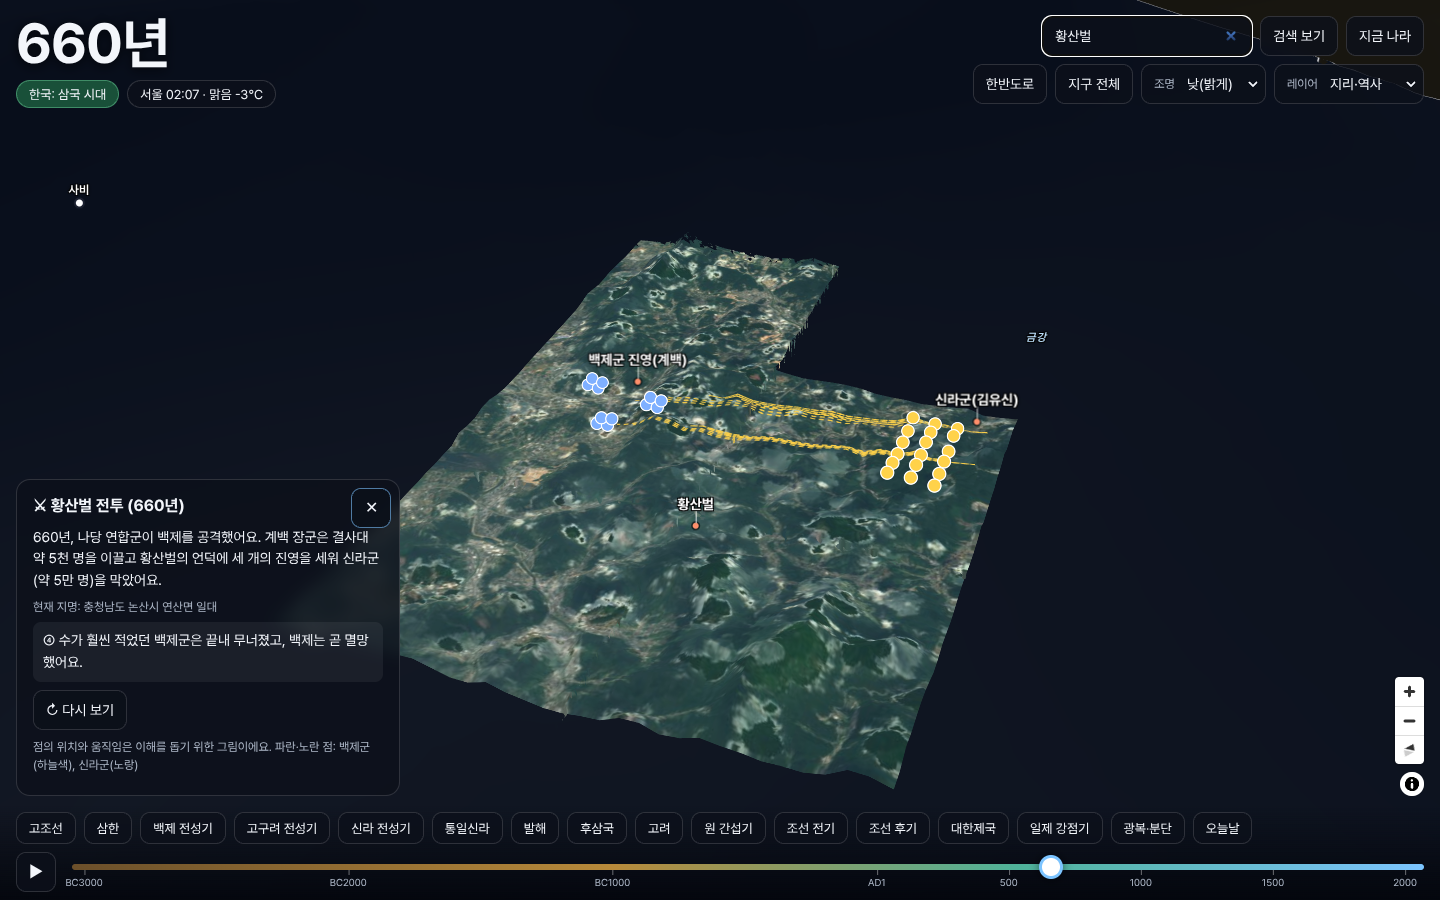 660년
한국: 삼국 시대
서울 02:07 · 맑음 -3°C
황산벌 ✕
검색 보기
지금 나라
한반도로
지구 전체
조명 낮(밝게)
레이어 지리·역사
사비
금강
백제군 진영(계백)
신라군(김유신)
황산벌
⚔ 황산벌 전투 (660년)
✕
660년, 나당 연합군이 백제를 공격했어요. 계백 장군은 결사대
약 5천 명을 이끌고 황산벌의 언덕에 세 개의 진영을 세워 신라군
(약 5만 명)을 막았어요.
현재 지명: 충청남도 논산시 연산면 일대
④ 수가 훨씬 적었던 백제군은 끝내 무너졌고, 백제는 곧 멸망
했어요.
↻ 다시 보기
점의 위치와 움직임은 이해를 돕기 위한 그림이에요. 파란·노란 점: 백제군
(하늘색), 신라군(노랑)
고조선
삼한
백제 전성기
고구려 전성기
신라 전성기
통일신라
발해
후삼국
고려
원 간섭기
조선 전기
조선 후기
대한제국
일제 강점기
광복·분단
오늘날
BC3000
BC2000
BC1000
AD1
500
1000
1500
2000